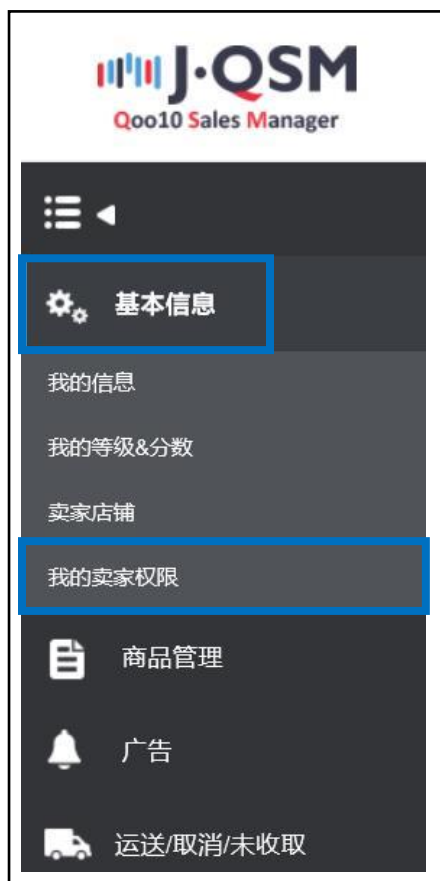 J·QSM
Qoo10 Sales Manager
基本信息
我的信息
我的等级&分数
卖家店铺
我的卖家权限
商品管理
广告
运送/取消/未收取